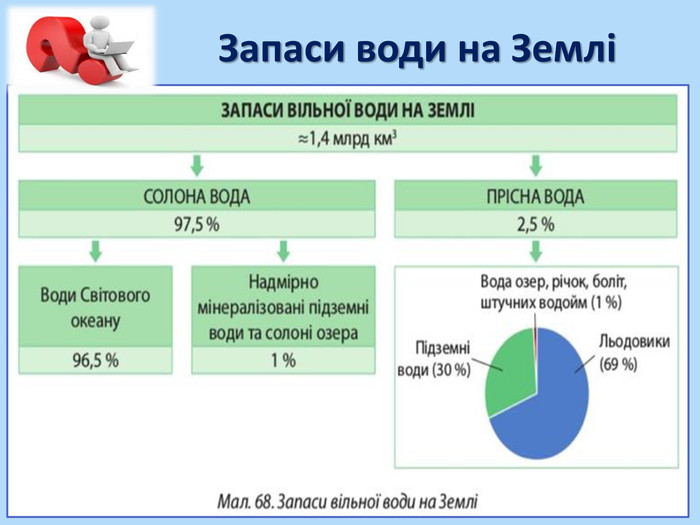 Запаси води на Землі
ЗАПАСИ ВІЛЬНОЇ ВОДИ НА ЗЕМЛІ
≈1,4 млрд км³
СОЛОНА ВОДА
97,5 %
ПРІСНА ВОДА
2,5 %
Води Світового
океану
96,5 %
Надмірно
мінералізовані підземні
води та солоні озера
1 %
Вода озер, річок, боліт,
штучних водойм (1 %)
Підземні
води (30 %)
Льодовики
(69 %)
Мал. 68. Запаси вільної води на Землі